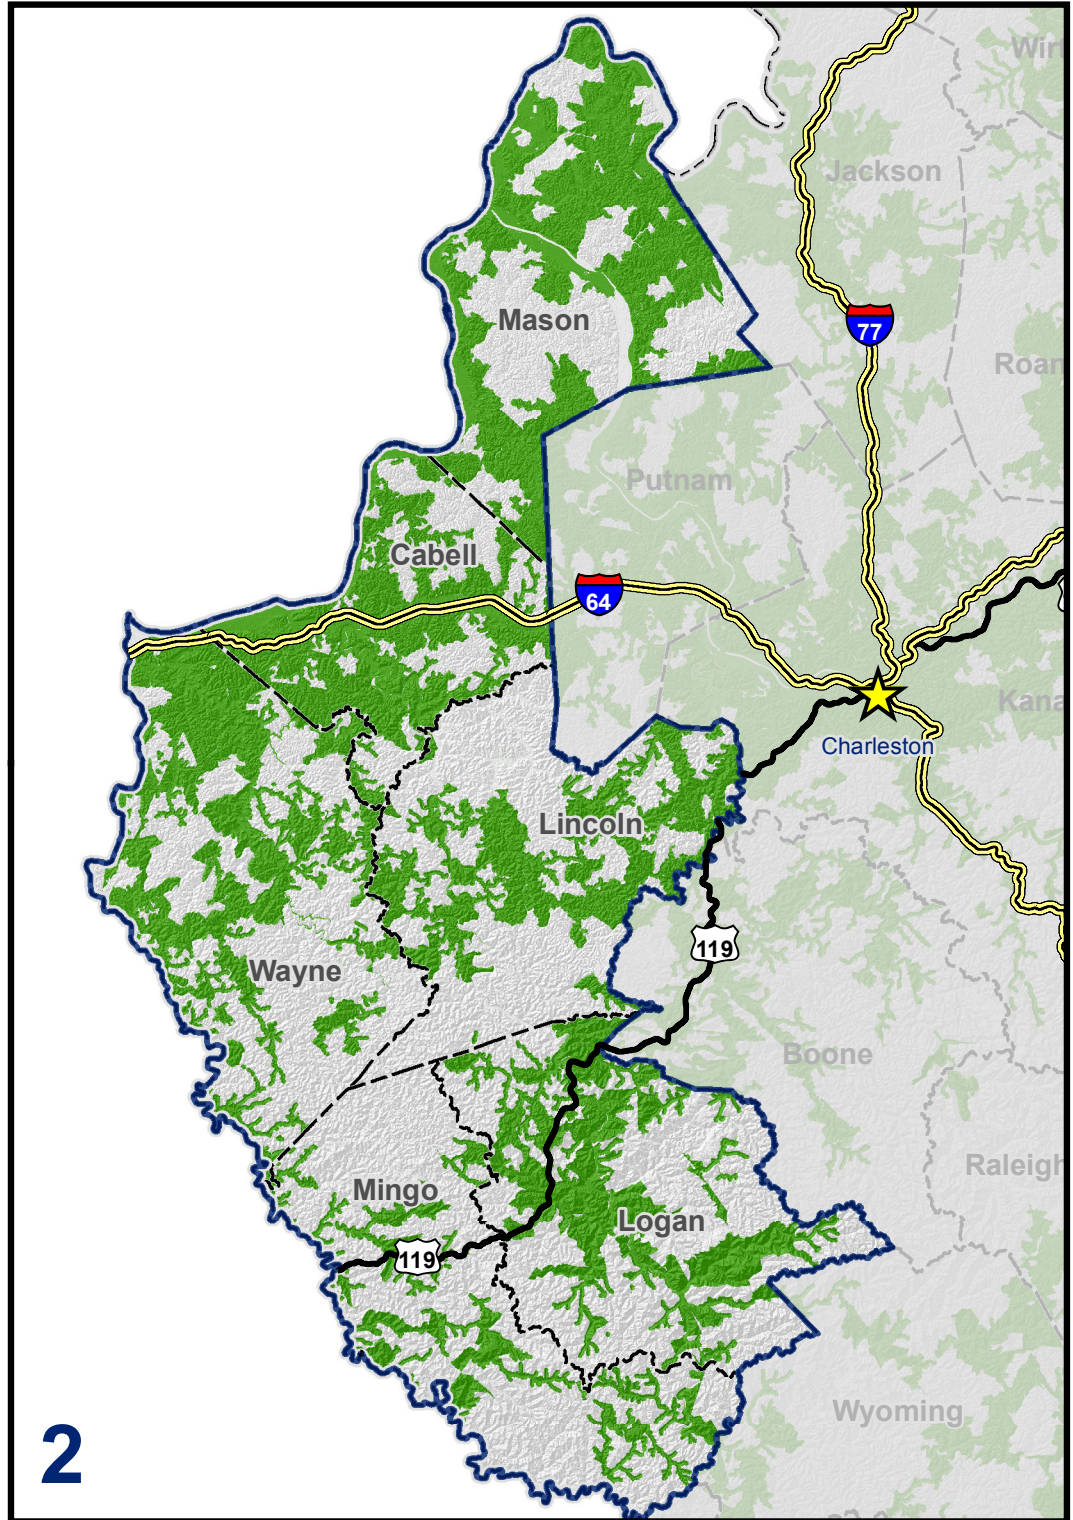 Wirt
Jackson
77
Mason
Roan
Putnam
Cabell
64
Kana
Charleston
Lincoln
119
Wayne
Boone
Raleigh
Mingo
Logan
119
Wyoming
2